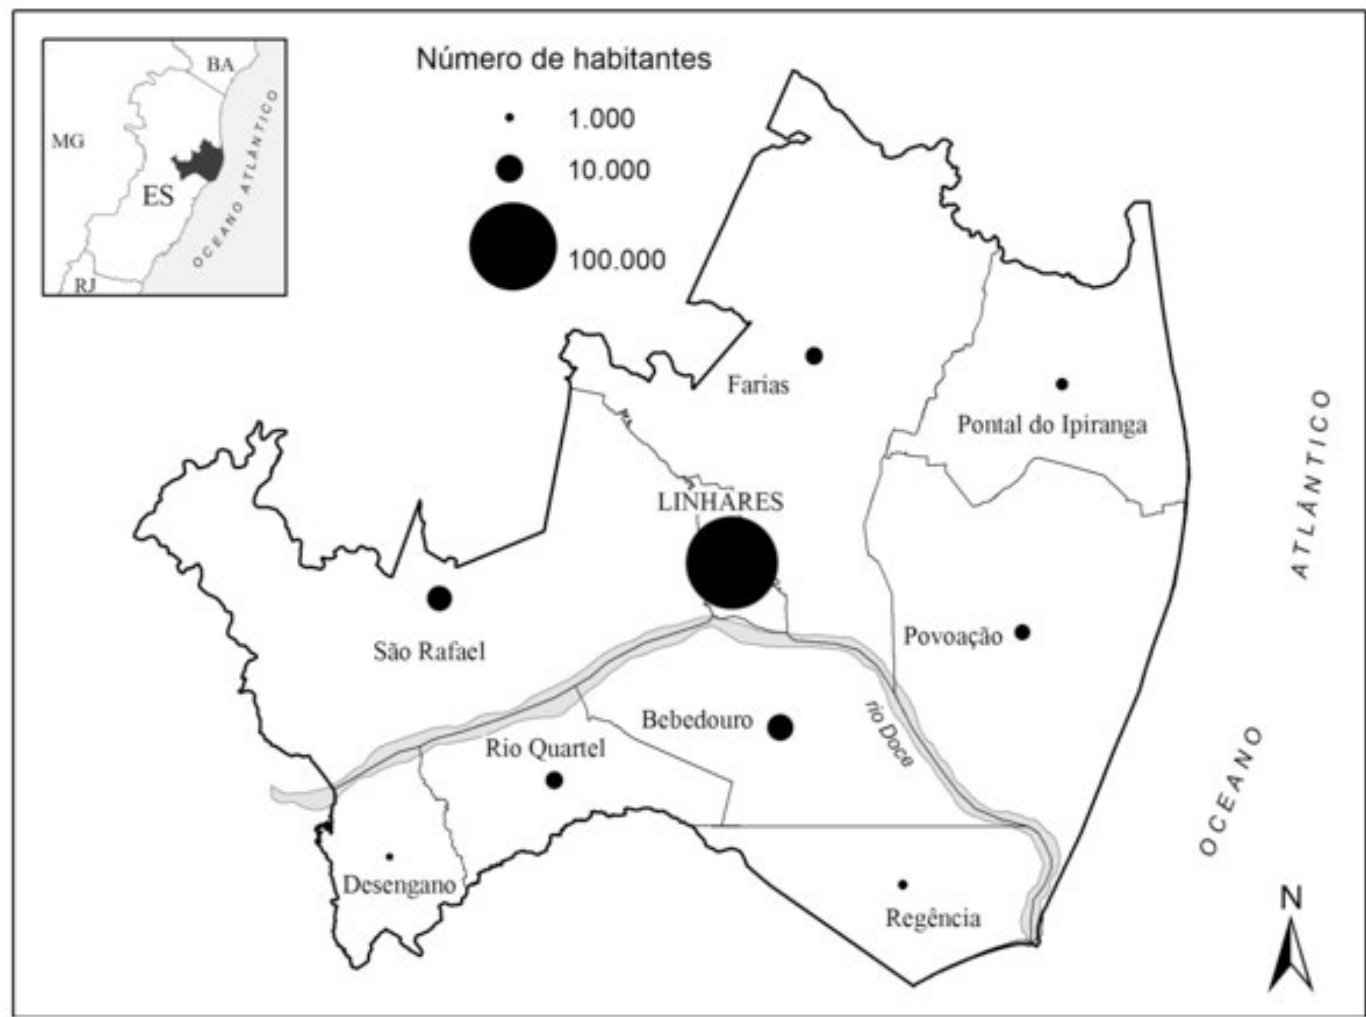 BA
MG
ES
RJ
OCEANO ATLÂNTICO
Número de habitantes
1.000
10.000
100.000
Farias
Pontal do Ipiranga
LINHARES
São Rafael
Povoação
Bebedouro
Rio Quartel
rio Doce
Desengano
Regência
OCEANO ATLÂNTICO
N